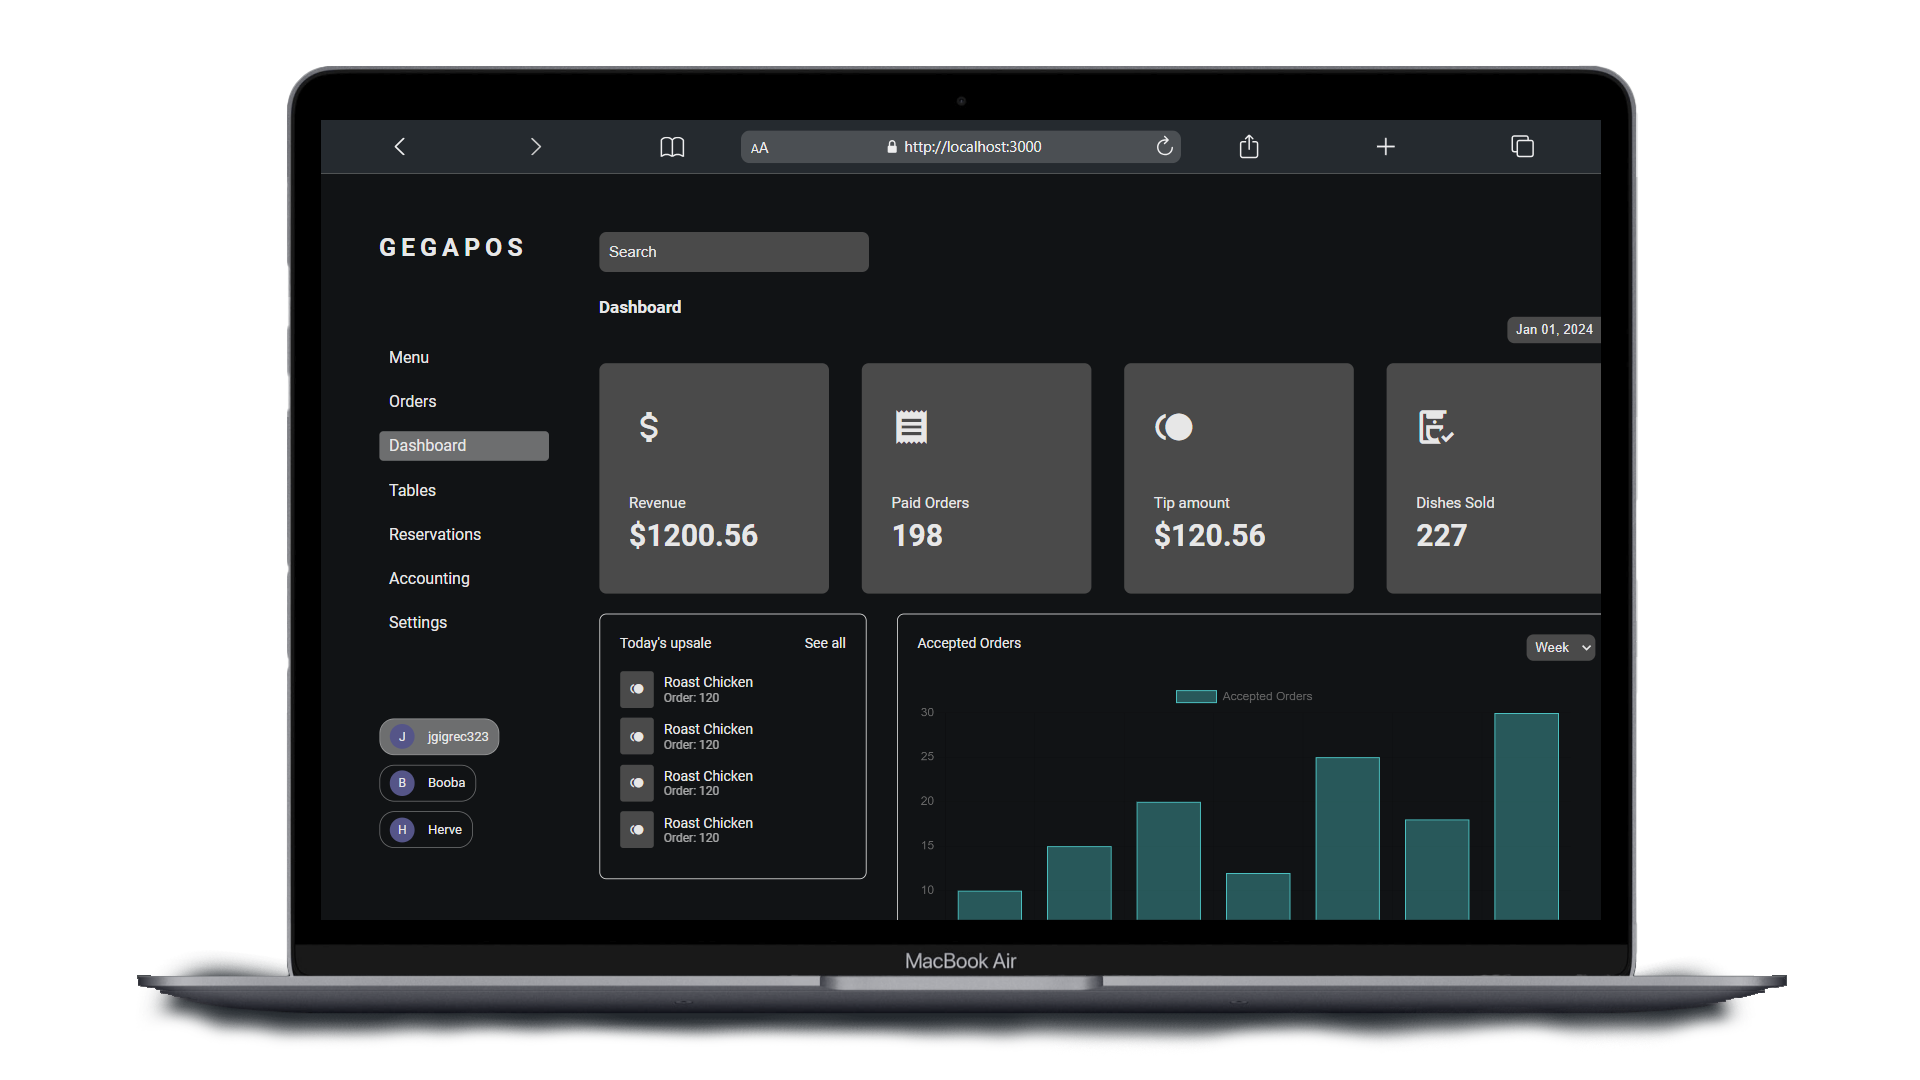 AA
http://localhost:3000
GEGAPOS
Search
Dashboard
Jan 01, 2024
Menu
Orders
Dashboard
Tables
Reservations
Accounting
Settings
$
Revenue
$1200.56
Paid Orders
198
Tip amount
$120.56
Dishes Sold
227
Today's upsale
See all
Roast Chicken
Order: 120
Roast Chicken
Order: 120
Roast Chicken
Order: 120
Roast Chicken
Order: 120
Accepted Orders
Week
Accepted Orders
30
25
20
15
10
J jgigrec323
B Booba
H Herve
MacBook Air